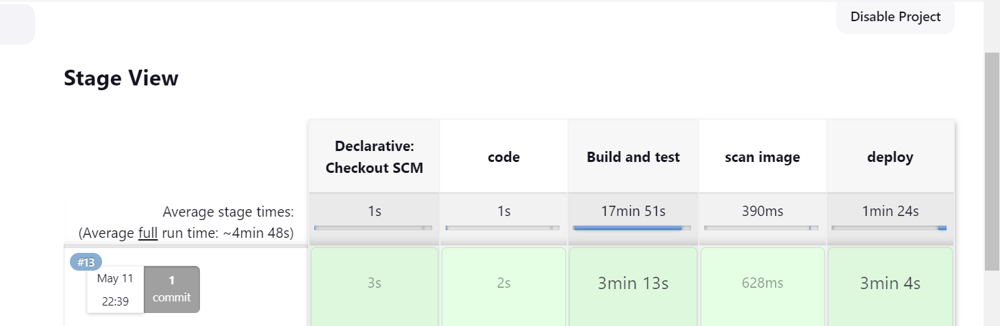 Disable Project
Stage View
Declarative:
Checkout SCM
code
Build and test
scan image
deploy
Average stage times:
(Average full run time: ~4min 48s)
1s
1s
17min 51s
390ms
1min 24s
#13
May 11
22:39
1
commit
3s
2s
3min 13s
628ms
3min 4s